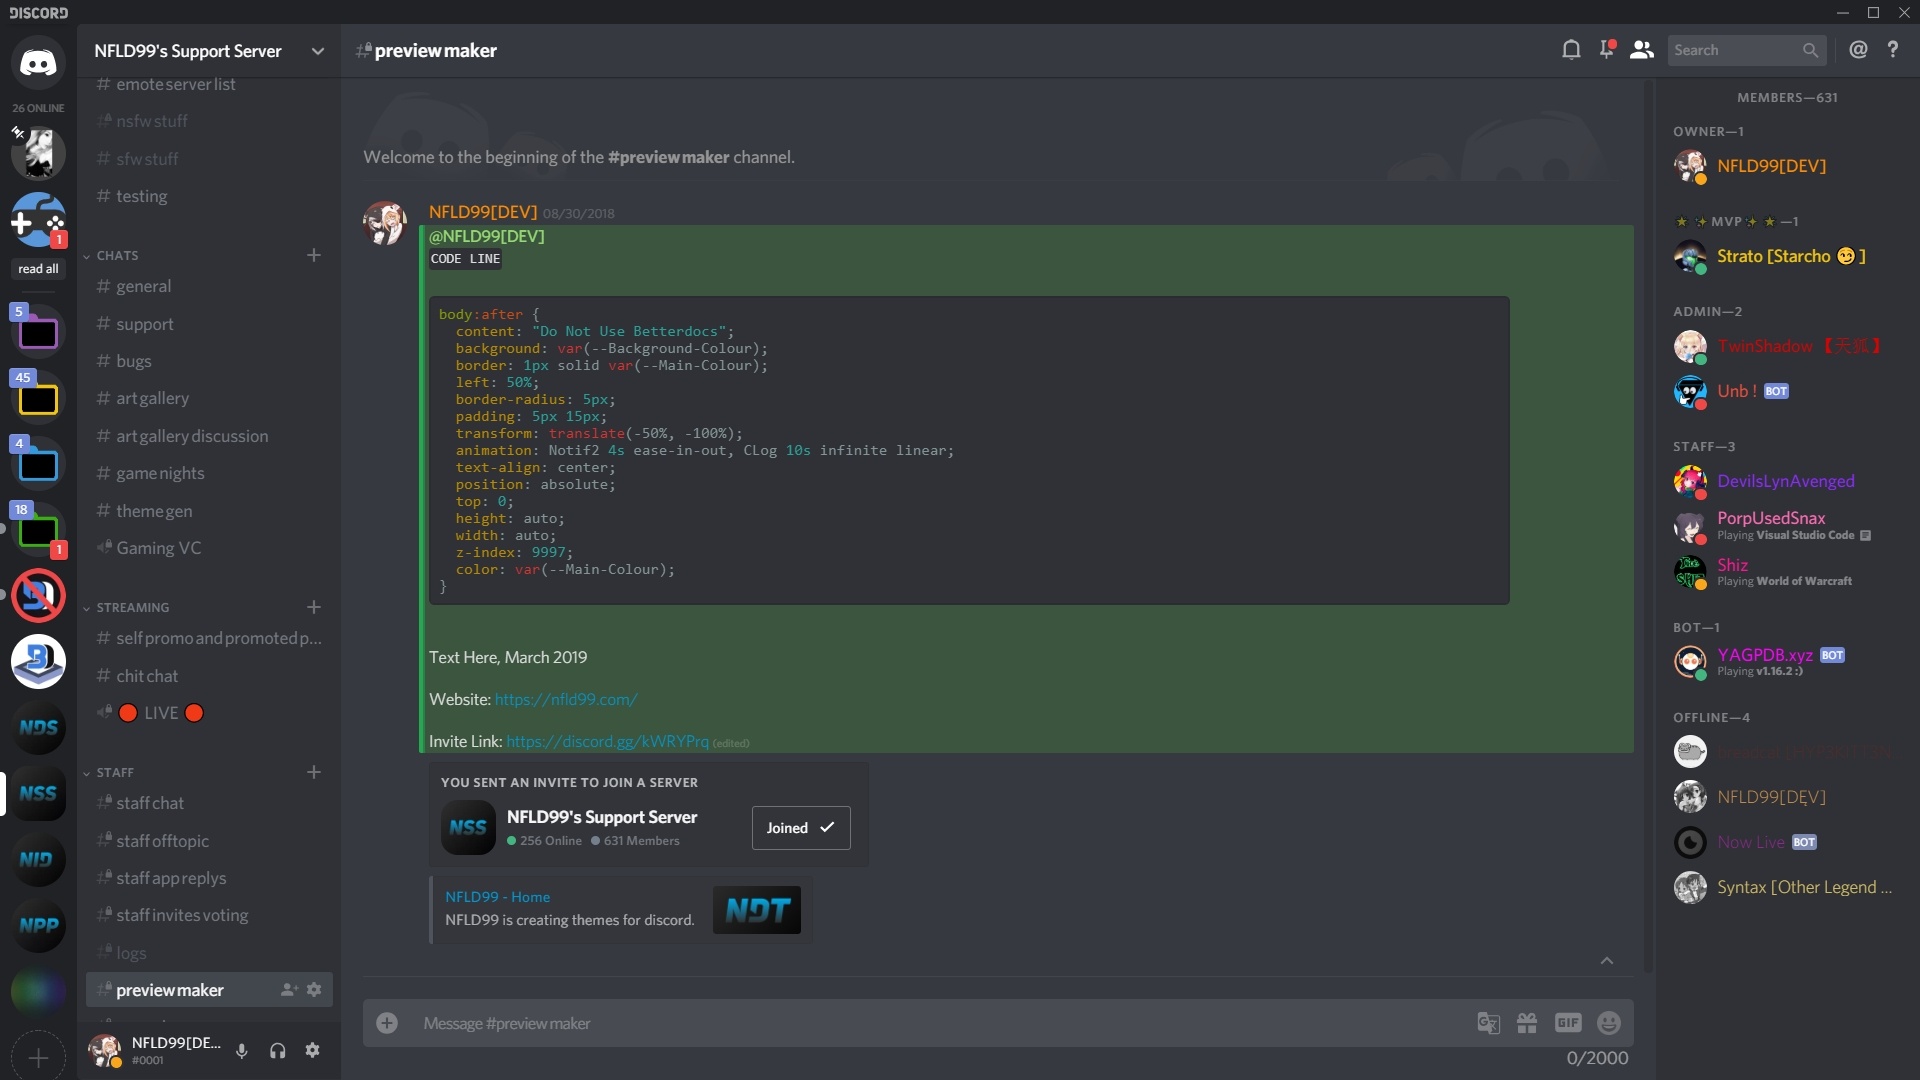 DISCORD
NFLD99's Support Server
#preview maker
Search
26 ONLINE
1
read all
5
45
4
18
1
NDS
NSS
NID
NPP
emote server list
nsfw stuff
sfw stuff
testing
CHATS
general
support
bugs
art gallery
art gallery discussion
game nights
theme gen
Gaming VC
STREAMING
self promo and promoted p...
chit chat
LIVE
STAFF
staff chat
staff offtopic
staff app replys
staff invites voting
logs
preview maker
NFLD99[DE...
#0001
Welcome to the beginning of the #preview maker channel.
NFLD99[DEV] 08/30/2018
@NFLD99[DEV]
CODE LINE
body:after {
content: "Do Not Use Betterdocs";
background: var(--Background-Colour);
border: 1px solid var(--Main-Colour);
left: 50%;
border-radius: 5px;
padding: 5px 15px;
transform: translate(-50%, -100%);
animation: Notif2 4s ease-in-out, CLog 10s infinite linear;
text-align: center;
position: absolute;
top: 0;
height: auto;
width: auto;
z-index: 9997;
color: var(--Main-Colour);
}
Text Here, March 2019
Website: https://nfld99.com/
Invite Link: https://discord.gg/kWRYPrq (edited)
YOU SENT AN INVITE TO JOIN A SERVER
NSS
NFLD99's Support Server
256 Online 631 Members
Joined
NFLD99 - Home
NFLD99 is creating themes for discord.
NDT
Message #preview maker
GIF
0/2000
MEMBERS—631
OWNER—1
NFLD99[DEV]
MVP —1
Strato [Starcho 😏 ]
ADMIN—2
TwinShadow 【天狐】
Unb ! BOT
STAFF—3
DevilsLynAvenged
PorpUsedSnax
Playing Visual Studio Code
Shiz
Playing World of Warcraft
BOT—1
YAGPDB.xyz BOT
Playing v1.16.2 :)
OFFLINE—4
NFLD99[DEV]
Now Live BOT
Syntax [Other Legend ...